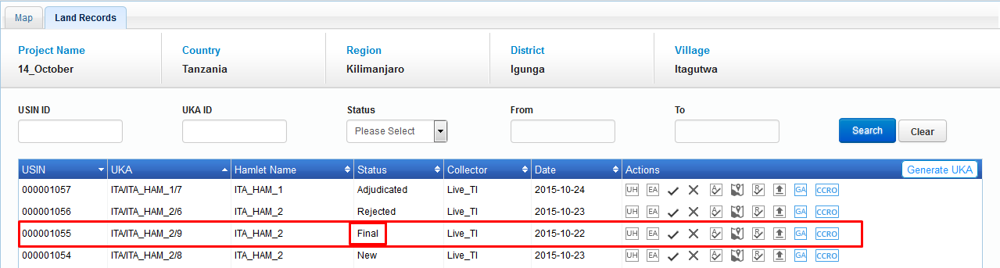 Map Land Records
Project Name Country Region District Village
14_October Tanzania Kilimanjaro Igunga Itagutwa
USIN ID UKA ID Status From To
Please Select Search Clear
USIN UKA Hamlet Name Status Collector Date Actions Generate UKA
000001057 ITA/ITA_HAM_1/7 ITA_HAM_1 Adjudicated Live_TI 2015-10-24 UH EA A R GA CCRO
000001056 ITA/ITA_HAM_2/6 ITA_HAM_2 Rejected Live_TI 2015-10-23 UH EA A R GA CCRO
000001055 ITA/ITA_HAM_2/9 ITA_HAM_2 Final Live_TI 2015-10-22 UH EA A R GA CCRO
000001054 ITA/ITA_HAM_2/8 ITA_HAM_2 New Live_TI 2015-10-23 UH EA A R GA CCRO